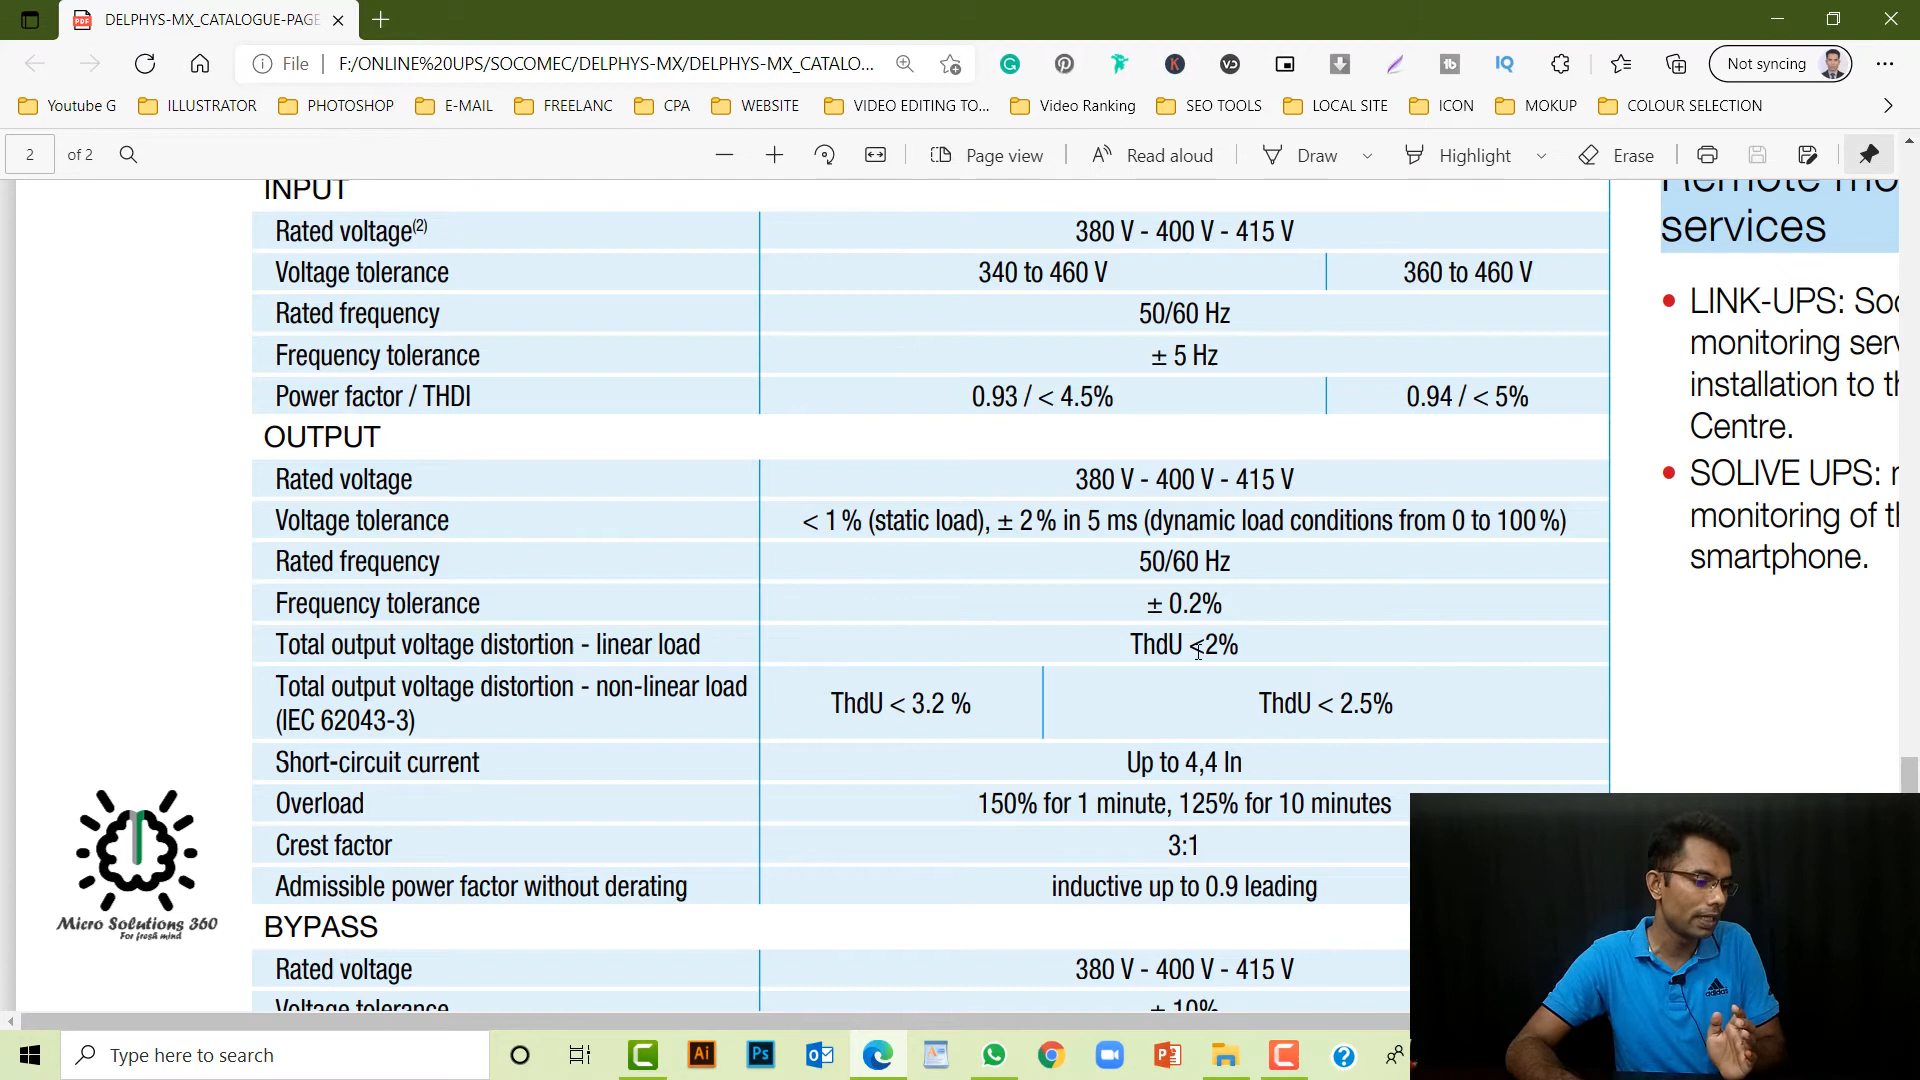 DELPHYS-MX_CATALOGUE-PAGE
File F:/ONLINE%20UPS/SOCOMEC/DELPHYS-MX/DELPHYS-MX_CATALO...
Not syncing
Youtube G ILLUSTRATOR PHOTOSHOP E-MAIL FREELANC CPA WEBSITE VIDEO EDITING TO... Video Ranking SEO TOOLS LOCAL SITE ICON MOKUP COLOUR SELECTION
2 of 2 Page view Read aloud Draw Highlight Erase
INPUT
Rated voltage(2) 380 V - 400 V - 415 V
Voltage tolerance 340 to 460 V 360 to 460 V
Rated frequency 50/60 Hz
Frequency tolerance ± 5 Hz
Power factor / THDI 0.93 / < 4.5% 0.94 / < 5%
OUTPUT
Rated voltage 380 V - 400 V - 415 V
Voltage tolerance < 1 % (static load), ± 2 % in 5 ms (dynamic load conditions from 0 to 100 %)
Rated frequency 50/60 Hz
Frequency tolerance ± 0.2%
Total output voltage distortion - linear load ThdU <2%
Total output voltage distortion - non-linear load
(IEC 62043-3) ThdU < 3.2 % ThdU < 2.5%
Short-circuit current Up to 4,4 In
Overload 150% for 1 minute, 125% for 10 minutes
Crest factor 3:1
Admissible power factor without derating inductive up to 0.9 leading
BYPASS
Rated voltage 380 V - 400 V - 415 V
Voltage tolerance ± 10%
Remote mo
services
• LINK-UPS: Soc
monitoring serv
installation to th
Centre.
• SOLIVE UPS: r
monitoring of th
smartphone.
Micro Solutions 360
For fresh mind
adidas
Type here to search